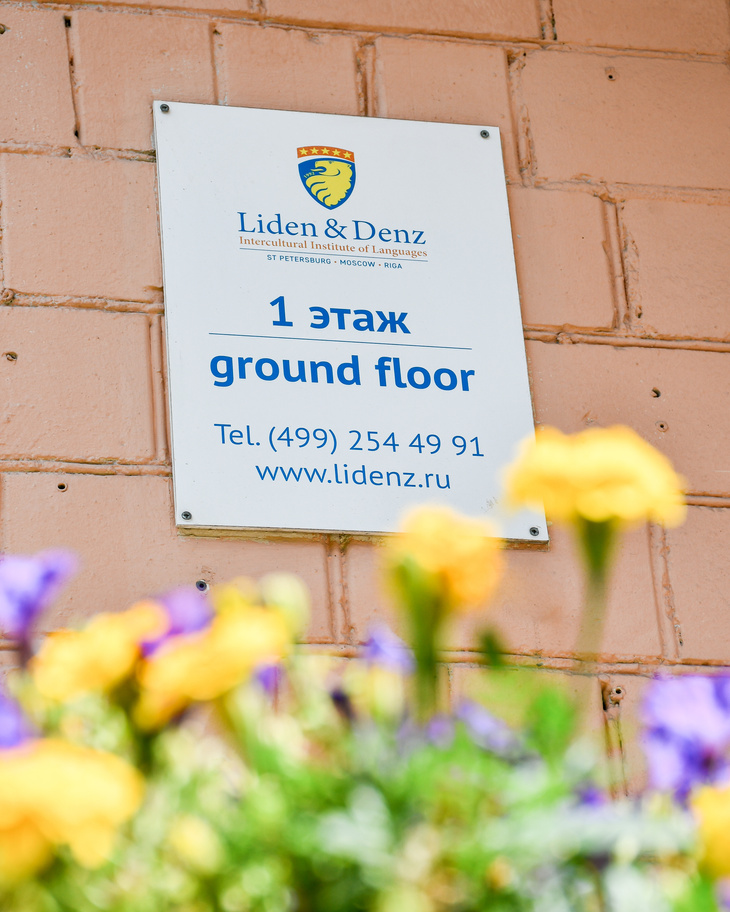 1992
Liden & Denz
Intercultural Institute of Languages
ST PETERSBURG • MOSCOW • RIGA
1 этаж
ground floor
Tel. (499) 254 49 91
www.lidenz.ru